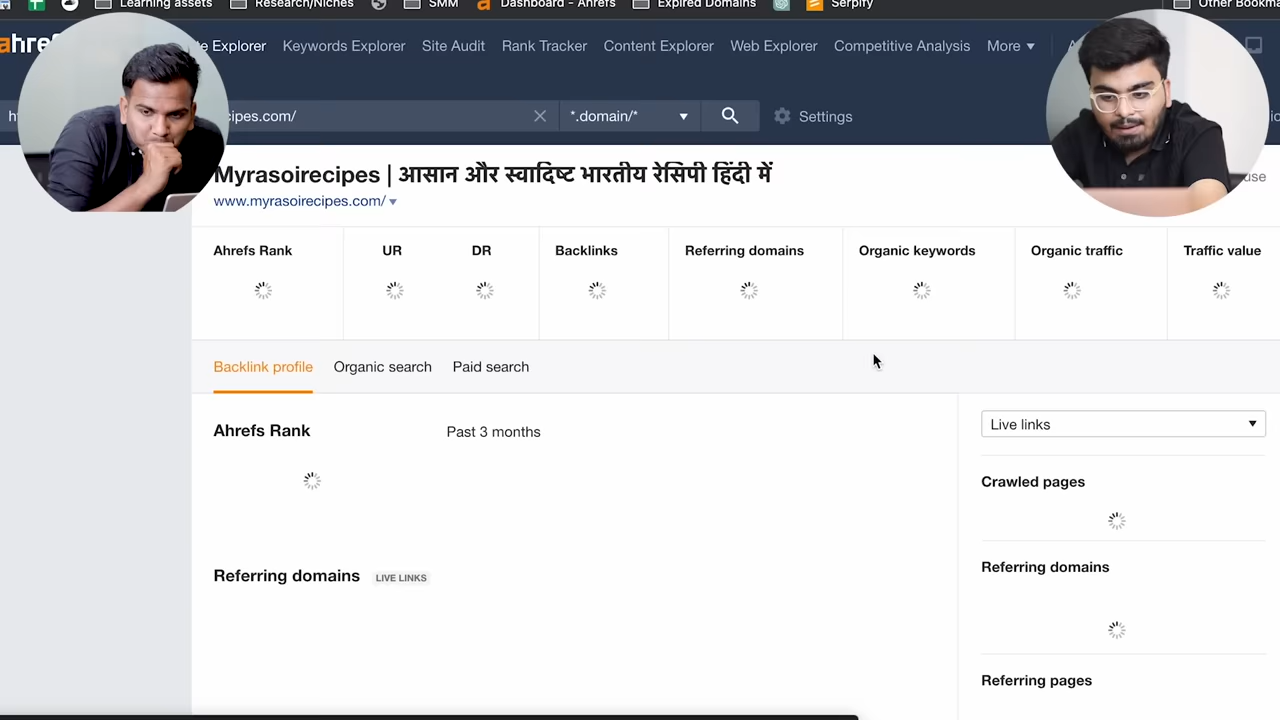 Learning assets Research/Niches SMM Dashboard - Ahrefs Expired Domains Serpify Other Bookma
ahref e Explorer Keywords Explorer Site Audit Rank Tracker Content Explorer Web Explorer Competitive Analysis More
cipes.com/ *.domain/* Settings
Myrasoirecipes | आसान और स्वादिष्ट भारतीय रेसिपी हिंदी में
www.myrasoirecipes.com/
Ahrefs Rank UR DR Backlinks Referring domains Organic keywords Organic traffic Traffic value
Backlink profile Organic search Paid search
Ahrefs Rank Past 3 months
Live links
Crawled pages
Referring domains
Referring domains LIVE LINKS
Referring pages